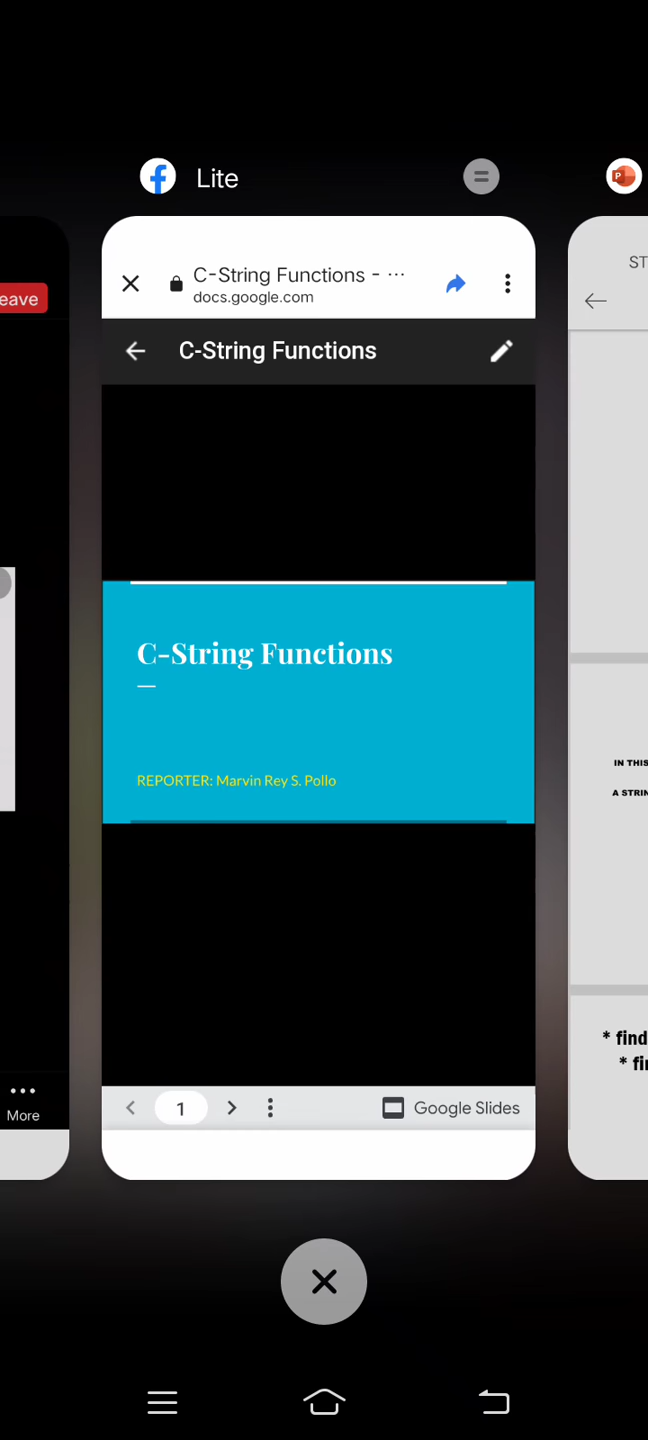 Lite
eave
C-String Functions - ...
docs.google.com
C-String Functions
C-String Functions
REPORTER: Marvin Rey S. Pollo
1
Google Slides
More
ST
IN THIS
A STRIN
* find
* fin